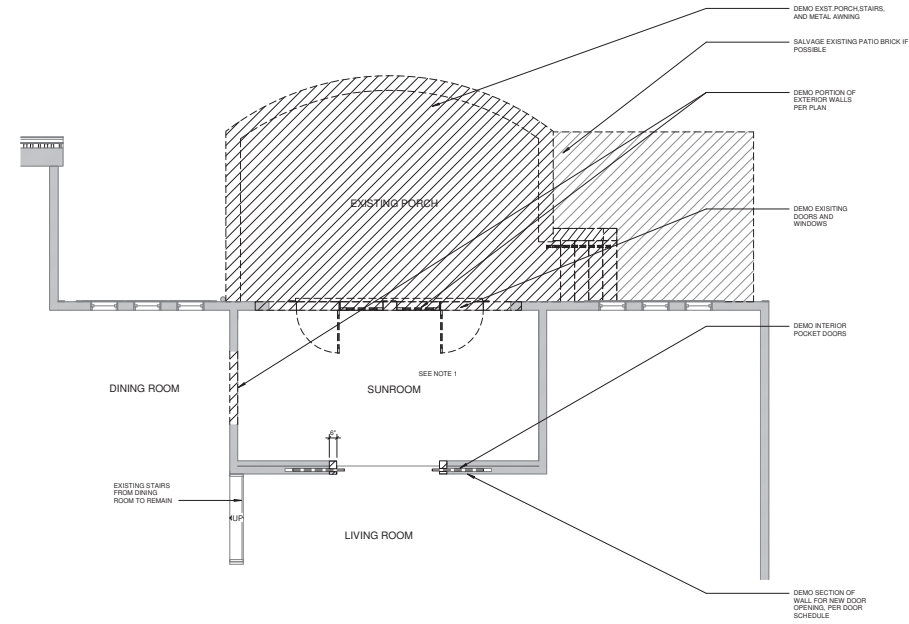 DEMO EXST.PORCH,STAIRS,
AND METAL AWNING
SALVAGE EXISTING PATIO BRICK IF
POSSIBLE
DEMO PORTION OF
EXTERIOR WALLS
PER PLAN
EXISTING PORCH
DEMO EXISITING
DOORS AND
WINDOWS
DEMO INTERIOR
POCKET DOORS
SEE NOTE 1
DINING ROOM
SUNROOM
6"
EXISTING STAIRS
FROM DINING
ROOM TO REMAIN
UP
LIVING ROOM
DEMO SECTION OF
WALL FOR NEW DOOR
OPENING, PER DOOR
SCHEDULE